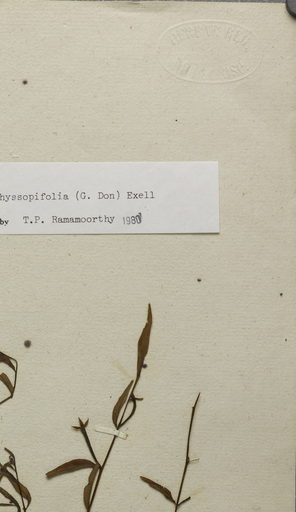 hyssopifolia (G. Don) Exell
by T.P. Ramamoorthy 1980